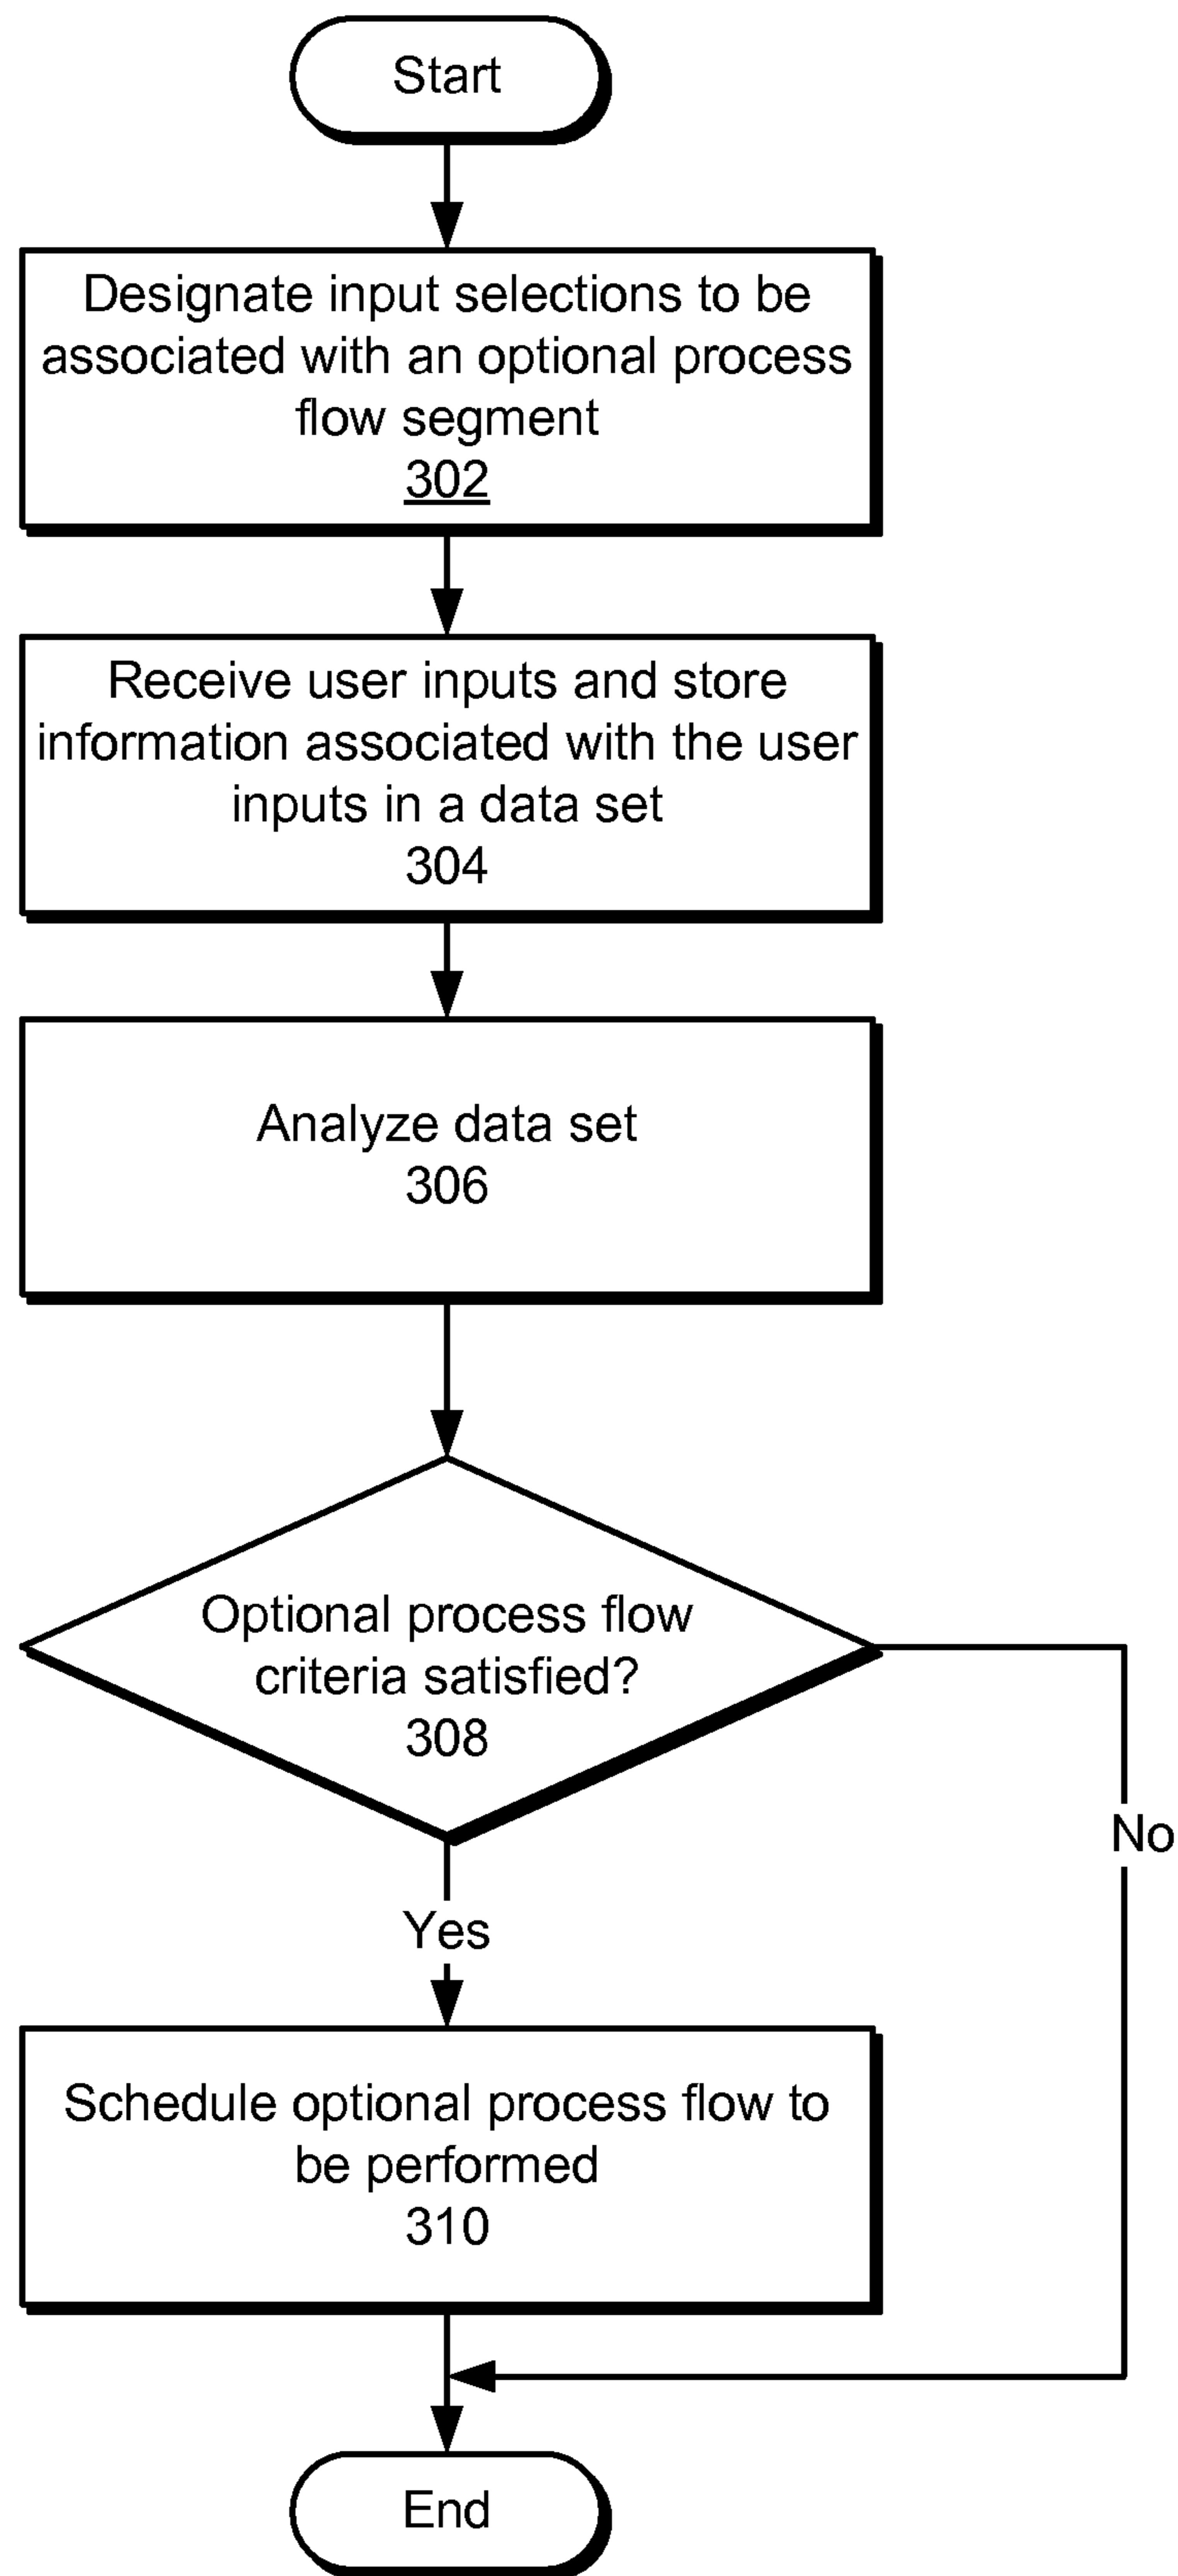 Start
Designate input selections to be
associated with an optional process
flow segment
302
Receive user inputs and store
information associated with the user
inputs in a data set
304
Analyze data set
306
Optional process flow
criteria satisfied?
308
No
Yes
Schedule optional process flow to
be performed
310
End